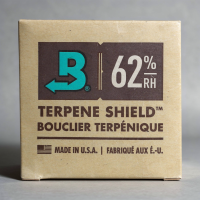 B 62%
RH
TERPENE SHIELD™
BOUCLIER TERPÉNIQUE
MADE IN U.S.A. | FABRIQUÉ AUX É.-U.